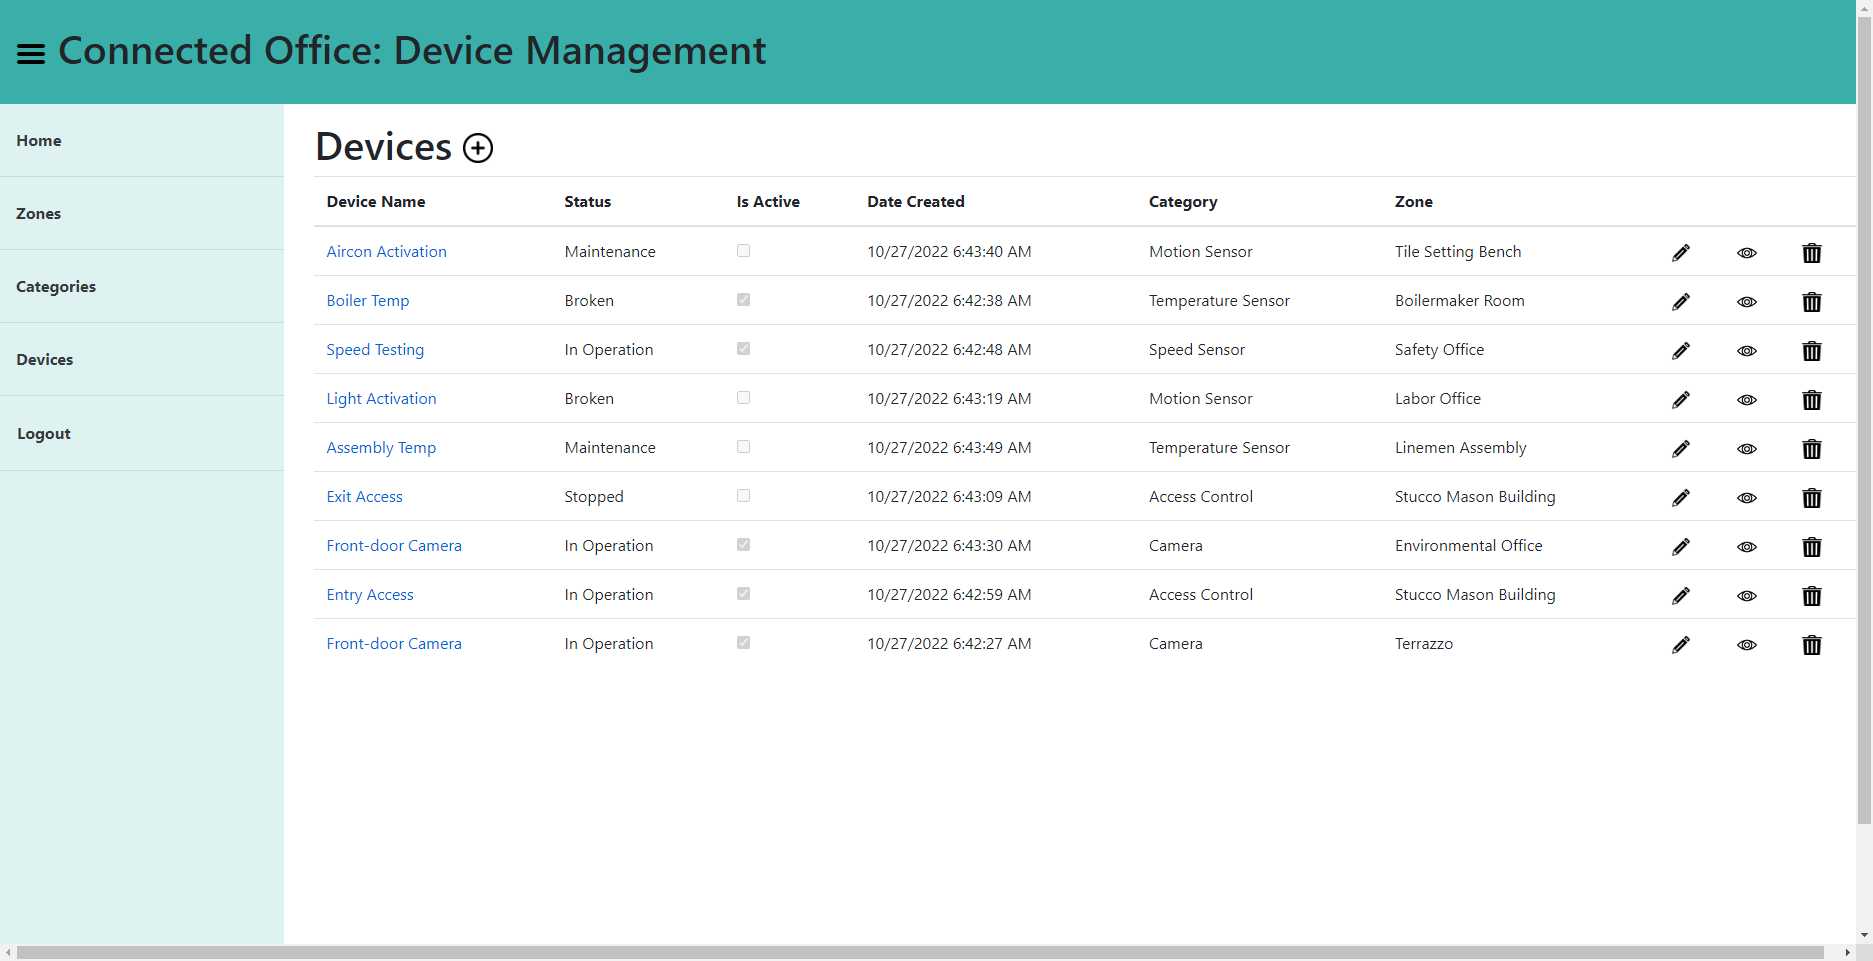 Connected Office: Device Management
Home
Zones
Categories
Devices
Logout
Devices
Device Name Status Is Active Date Created Category Zone
Aircon Activation Maintenance 10/27/2022 6:43:40 AM Motion Sensor Tile Setting Bench
Boiler Temp Broken 10/27/2022 6:42:38 AM Temperature Sensor Boilermaker Room
Speed Testing In Operation 10/27/2022 6:42:48 AM Speed Sensor Safety Office
Light Activation Broken 10/27/2022 6:43:19 AM Motion Sensor Labor Office
Assembly Temp Maintenance 10/27/2022 6:43:49 AM Temperature Sensor Linemen Assembly
Exit Access Stopped 10/27/2022 6:43:09 AM Access Control Stucco Mason Building
Front-door Camera In Operation 10/27/2022 6:43:30 AM Camera Environmental Office
Entry Access In Operation 10/27/2022 6:42:59 AM Access Control Stucco Mason Building
Front-door Camera In Operation 10/27/2022 6:42:27 AM Camera Terrazzo